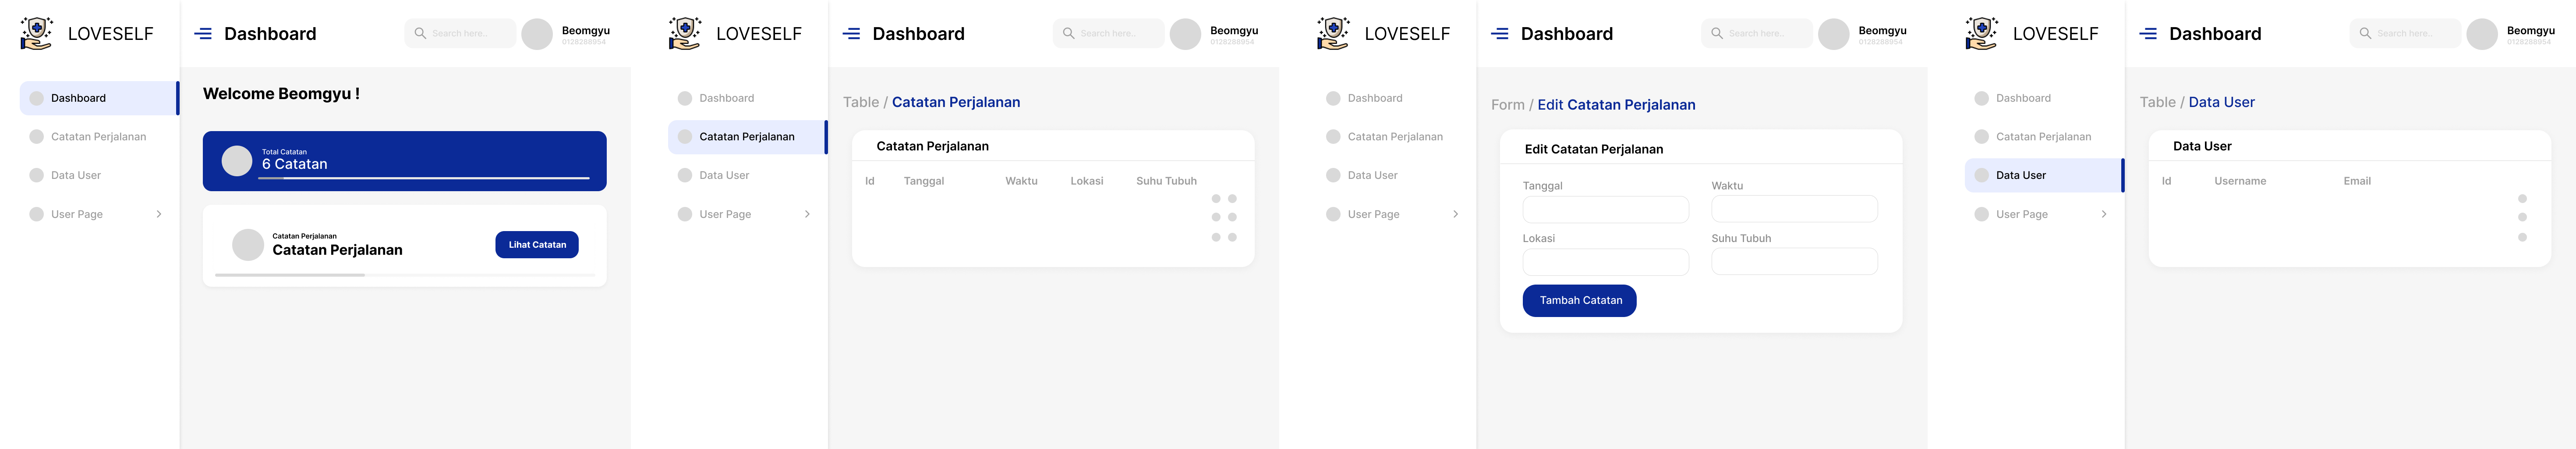 LOVESELF
Dashboard
Catatan Perjalanan
Data User
User Page
Dashboard
Search here..
Beomgyu
0128288954
Welcome Beomgyu !
Total Catatan
6 Catatan
Catatan Perjalanan
Catatan Perjalanan
Lihat Catatan
LOVESELF
Dashboard
Catatan Perjalanan
Data User
User Page
Dashboard
Search here..
Beomgyu
0128288954
Table / Catatan Perjalanan
Catatan Perjalanan
Id Tanggal Waktu Lokasi Suhu Tubuh
LOVESELF
Dashboard
Catatan Perjalanan
Data User
User Page
Dashboard
Search here..
Beomgyu
0128288954
Form / Edit Catatan Perjalanan
Edit Catatan Perjalanan
Tanggal Waktu
Lokasi Suhu Tubuh
Tambah Catatan
LOVESELF
Dashboard
Catatan Perjalanan
Data User
User Page
Dashboard
Search here..
Beomgyu
0128288954
Table / Data User
Data User
Id Username Email